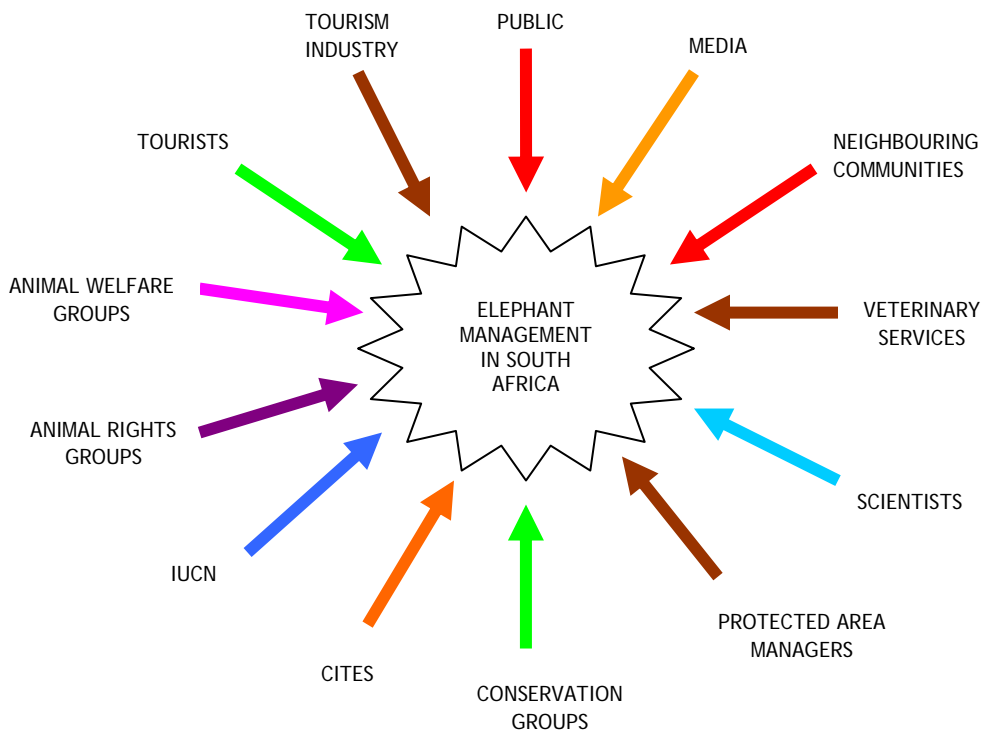 TOURISM
INDUSTRY
PUBLIC
MEDIA
TOURISTS
NEIGHBOURING
COMMUNITIES
ANIMAL WELFARE
GROUPS
ELEPHANT
MANAGEMENT
IN SOUTH
AFRICA
VETERINARY
SERVICES
ANIMAL RIGHTS
GROUPS
SCIENTISTS
IUCN
PROTECTED AREA
MANAGERS
CITES
CONSERVATION
GROUPS